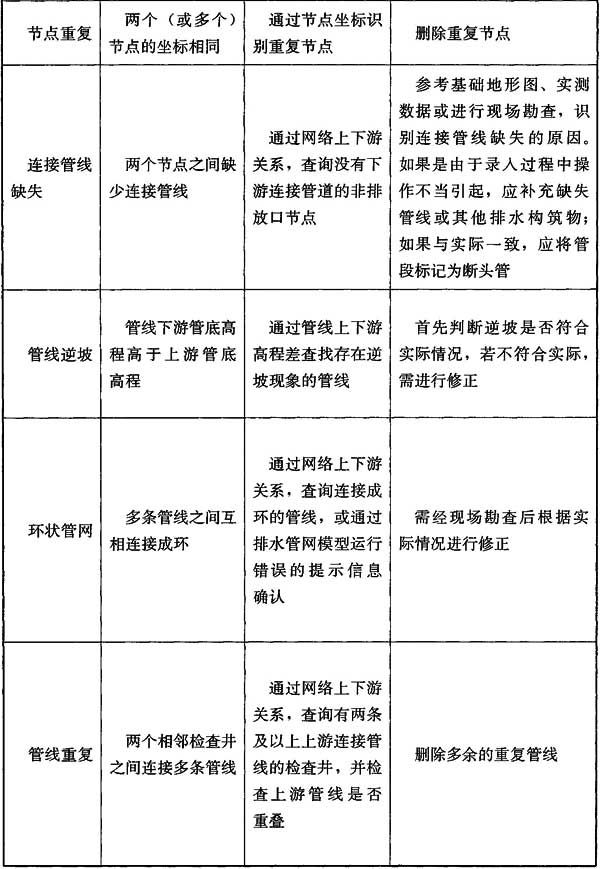 节点重复
两个（或多个）
节点的坐标相同
通过节点坐标识
别重复节点
删除重复节点
连接管线
缺失
两个节点之间缺
少连接管线
通过网络上下游
关系，查询没有下
游连接管道的非排
放口节点
参考基础地形图、实测
数据或进行现场勘查，识
别连接管线缺失的原因。
如果是由于录人过程中操
作不当引起，应补充缺失
管线或其他排水构筑物；
如果与实际一致，应将管
段标记为断头管
管线逆坡
管线下游管底高
程高于上游管底
高程
通过管线上下游
高程差查找存在逆
坡现象的管线
首先判断逆坡是否符合
实际情况，若不符合实际，
需进行修正
环状管网
多条管线之间互
相连接成环
通过网络上下游
关系，查询连接成
环的管线，或通过
排水管网模型运行
错误的提示信息
确认
需经现场勘查后根据实
际情况进行修正
管线重复
两个相邻检查井
之间连接多条管线
通过网络上下游
关系，查询有两条
及以上上游连接管
线的检查井，并检
查上游管线是否
重叠
删除多余的重复管线